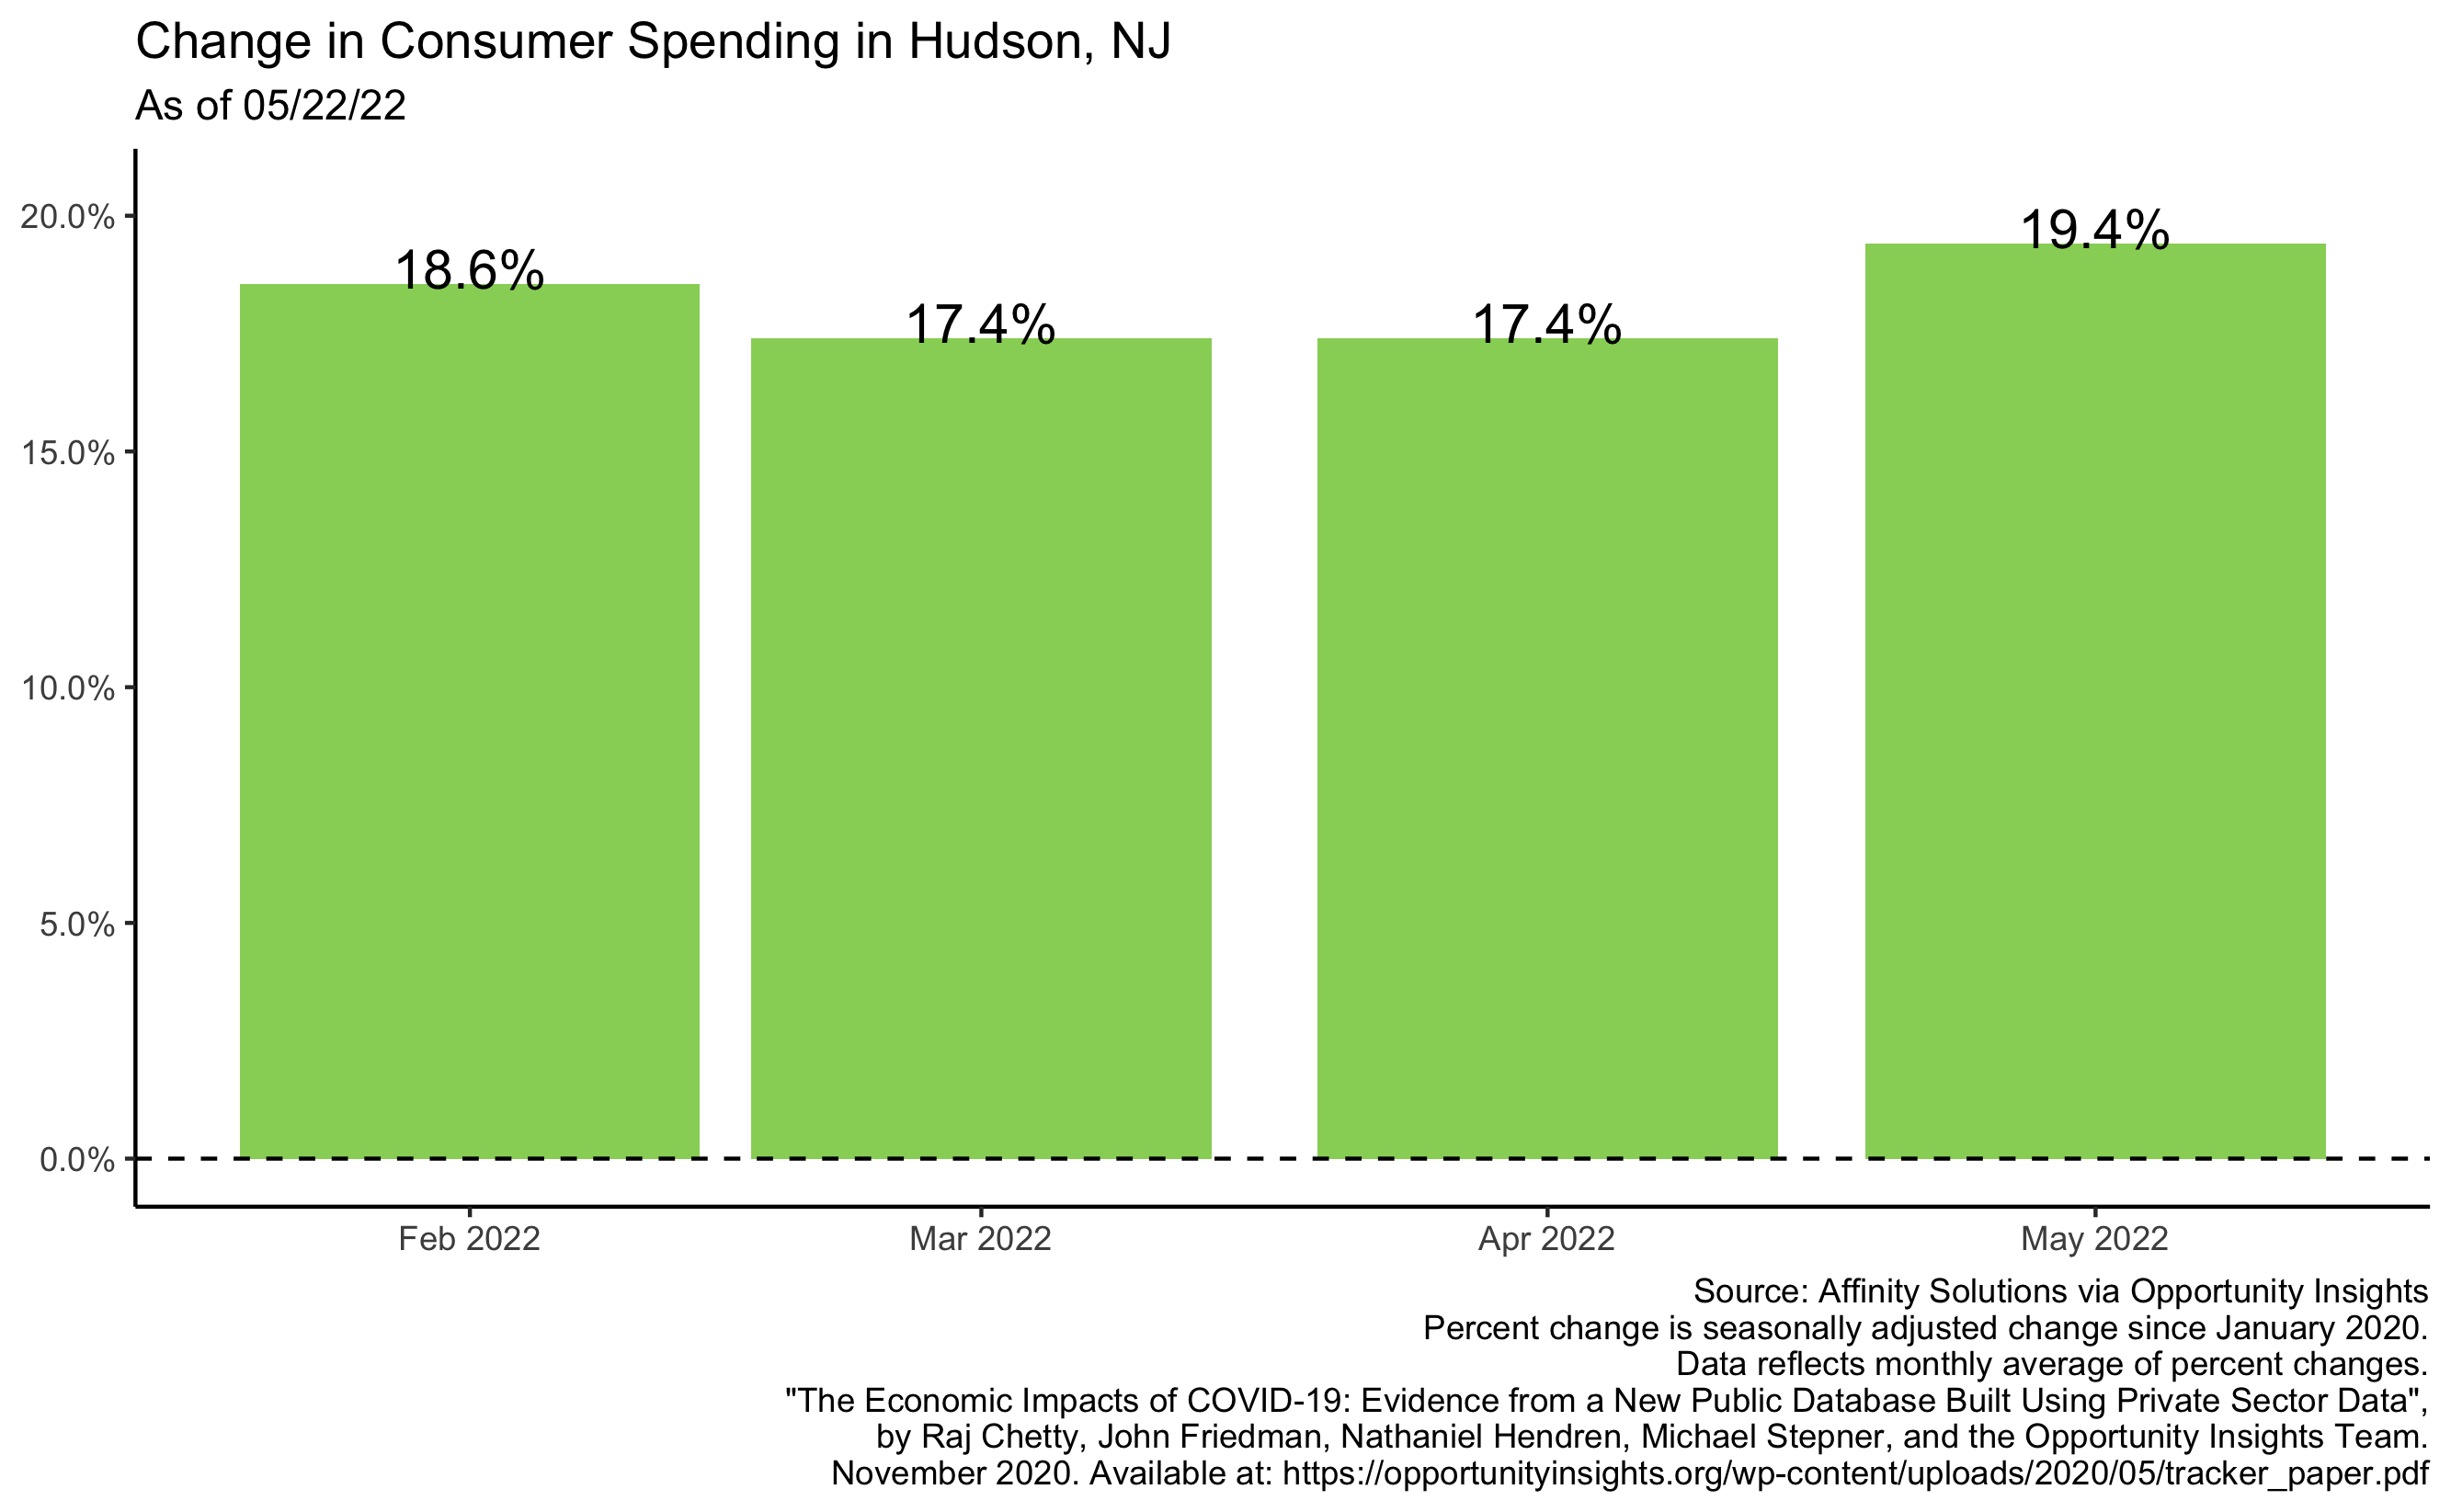 Change in Consumer Spending in Hudson, NJ
As of 05/22/22
20.0%
15.0%
10.0%
5.0%
0.0%
18.6%
17.4%
17.4%
19.4%
Feb 2022
Mar 2022
Apr 2022
May 2022
Source: Affinity Solutions via Opportunity Insights
Percent change is seasonally adjusted change since January 2020.
Data reflects monthly average of percent changes.
"The Economic Impacts of COVID-19: Evidence from a New Public Database Built Using Private Sector Data",
by Raj Chetty, John Friedman, Nathaniel Hendren, Michael Stepner, and the Opportunity Insights Team.
November 2020. Available at: https://opportunityinsights.org/wp-content/uploads/2020/05/tracker_paper.pdf